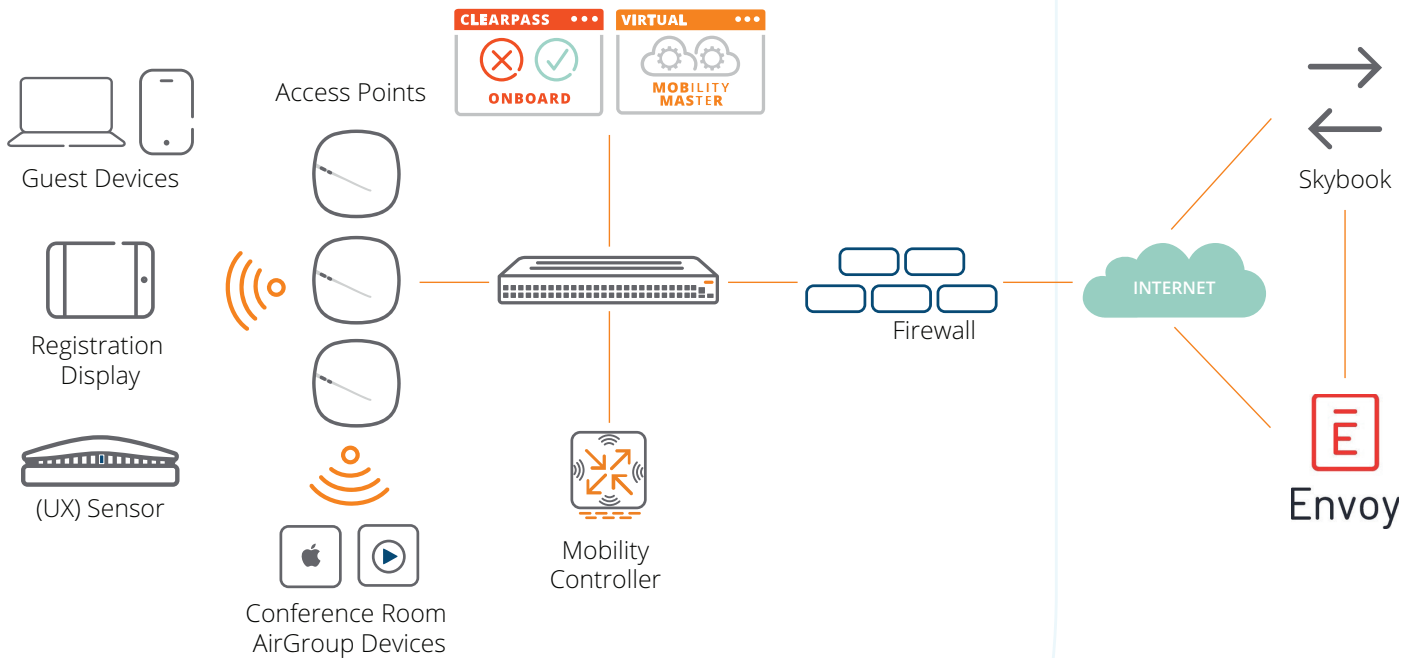 CLEARPASS
ONBOARD
VIRTUAL
MOBILITY
MASTER
Access Points
Guest Devices
Registration
Display
(UX) Sensor
Conference Room
AirGroup Devices
Mobility
Controller
Firewall
INTERNET
Skybook
Envoy